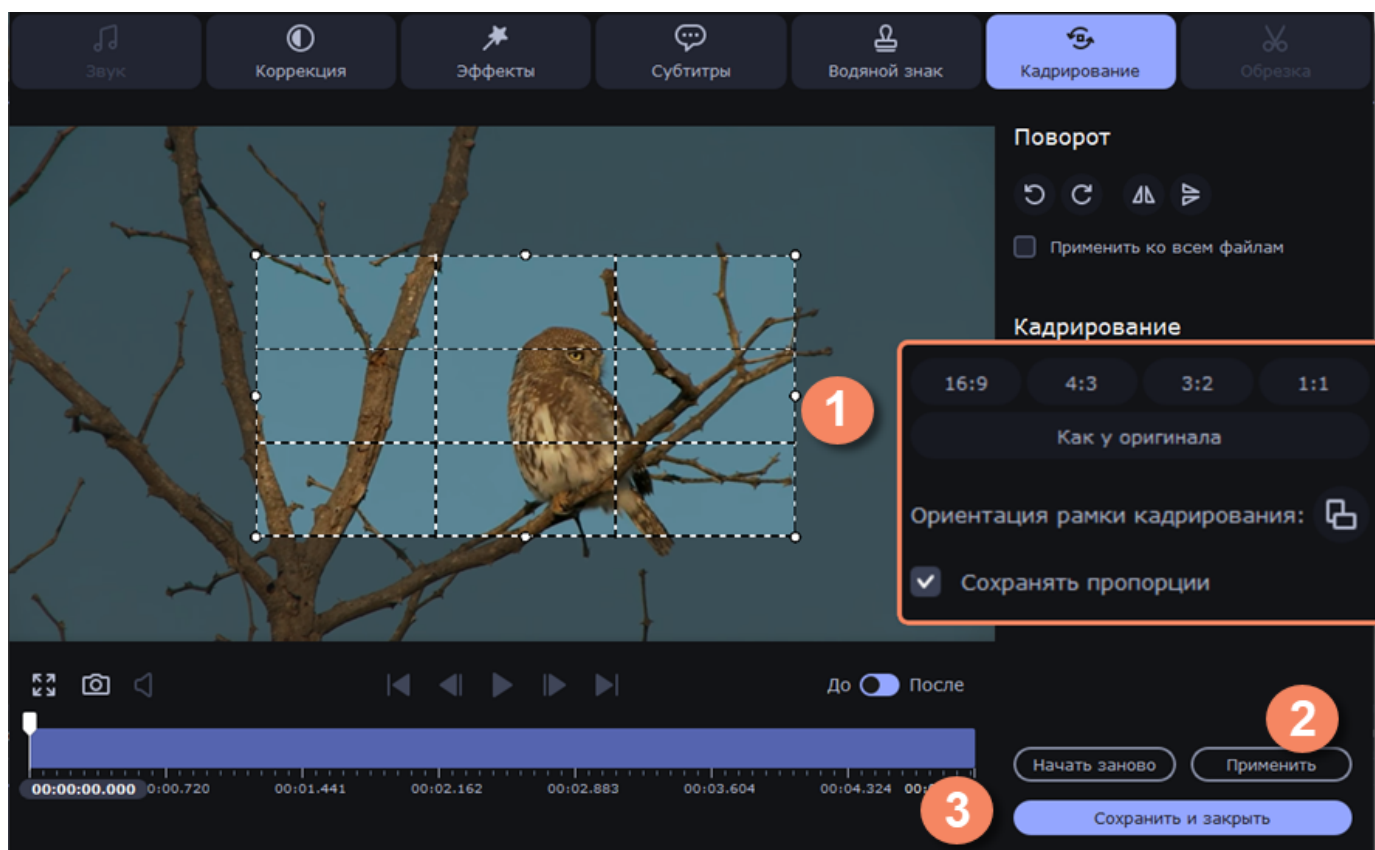 Звук
Коррекция
Эффекты
Субтитры
Водяной знак
Кадрирование
Обрезка
Поворот
Применить ко всем файлам
Кадрирование
16:9 4:3 3:2 1:1
1
Как у оригинала
Ориентация рамки кадрирования:
Сохранять пропорции
До После
2
Начать заново
Применить
00:00:00.000 0:00.720 00:01.441 00:02.162 00:02.883 00:03.604 00:04.324
3
Сохранить и закрыть